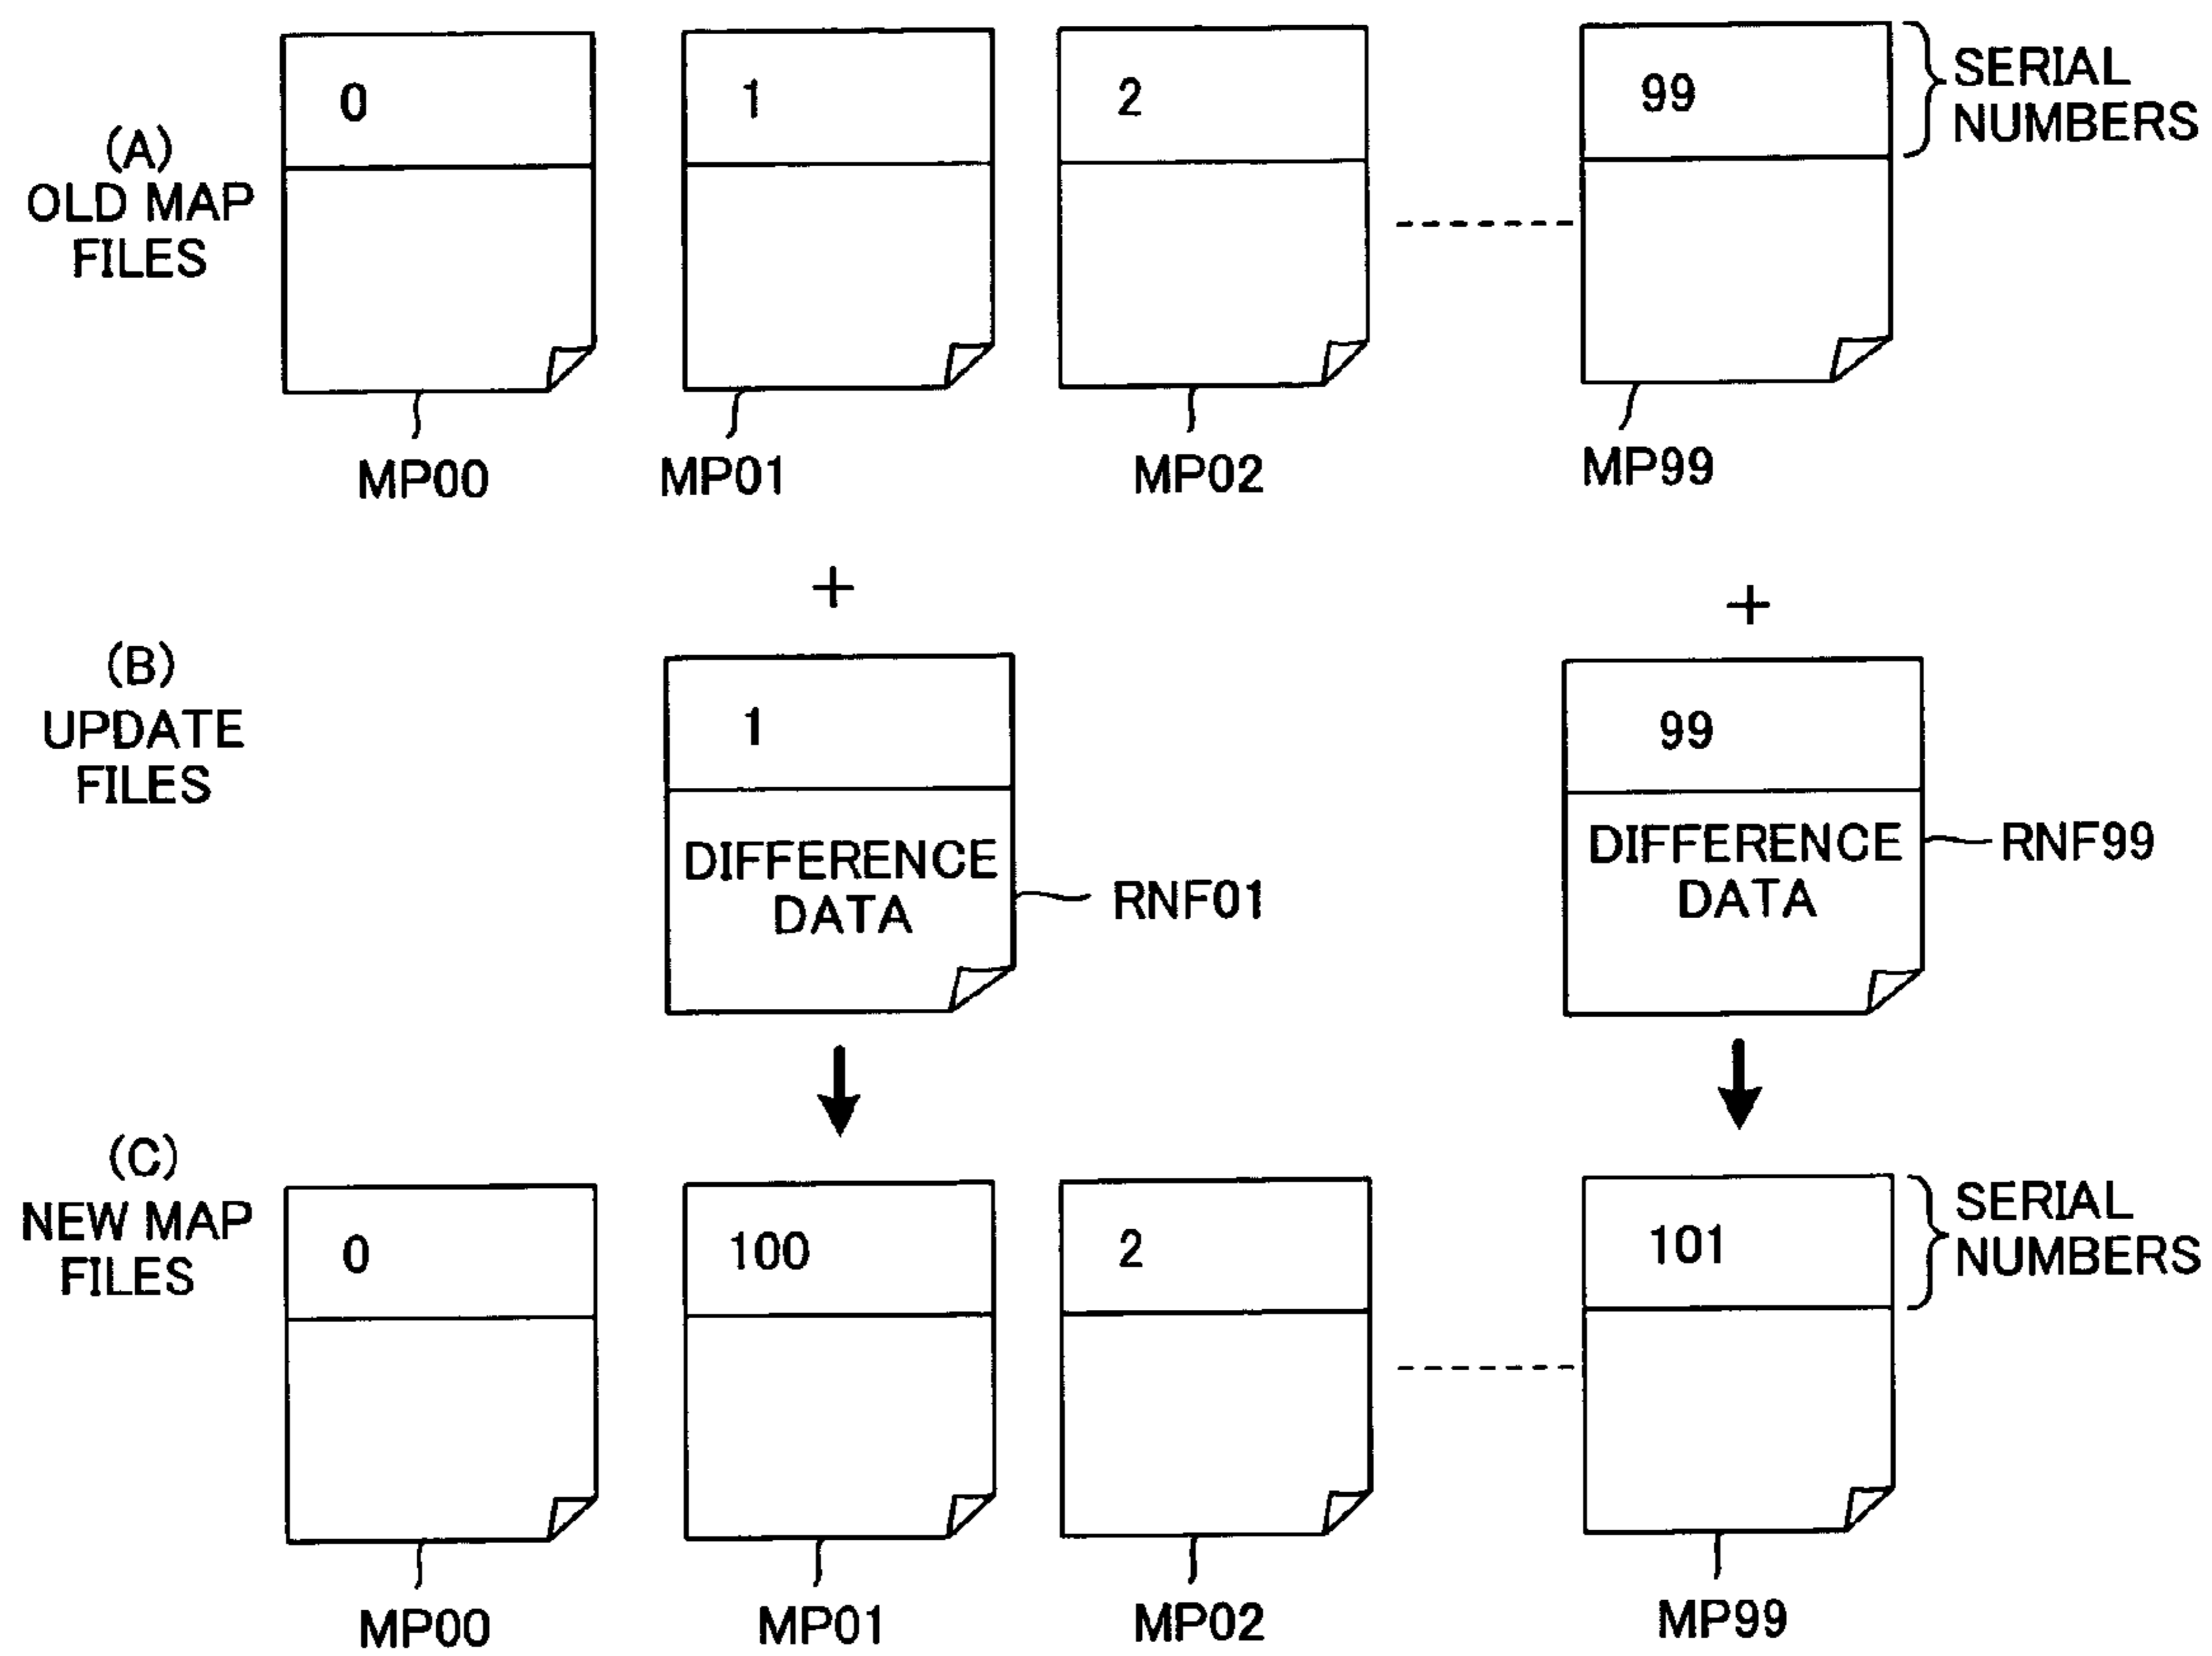 (A)
OLD MAP
FILES
0
1
2
99
SERIAL
NUMBERS
MP00
MP01
MP02
MP99
+
+
(B)
UPDATE
FILES
1
DIFFERENCE
DATA
RNF01
99
DIFFERENCE
DATA
RNF99
(C)
NEW MAP
FILES
0
100
2
101
SERIAL
NUMBERS
MP00
MP01
MP02
MP99